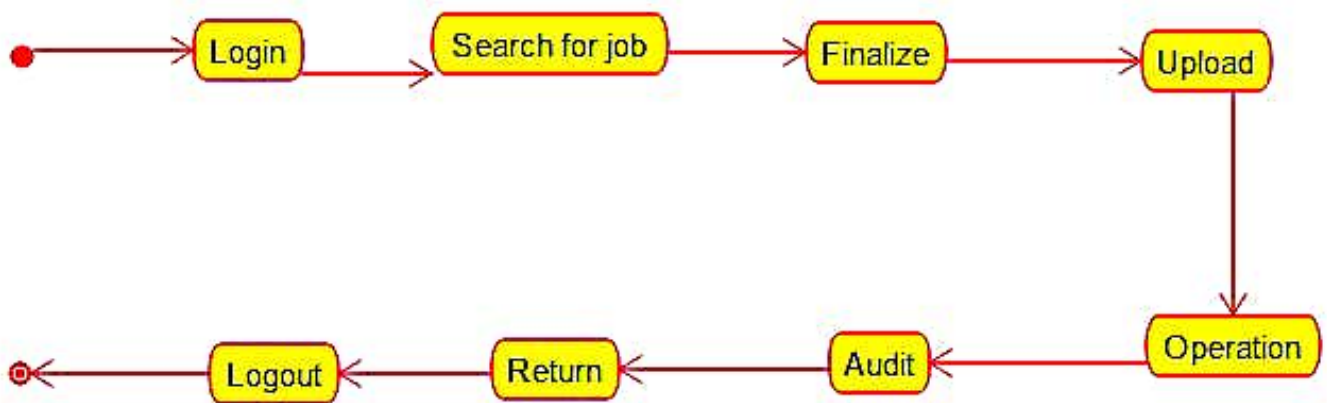 Login
Search for job
Finalize
Upload
Operation
Audit
Return
Logout